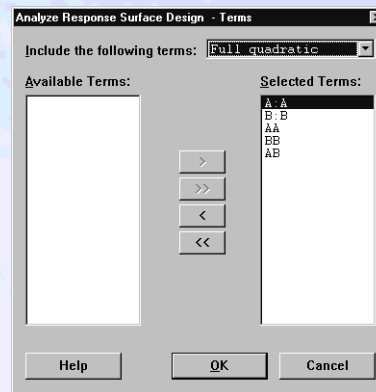 Analyze Response Surface Design - Terms
Include the following terms: Full quadratic
Available Terms:
Selected Terms:
A:A
B:B
AA
BB
AB
>
>>
<
<<
Help
OK
Cancel